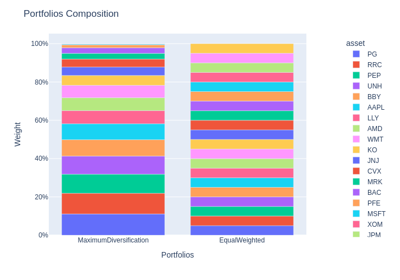 Portfolios Composition
asset
PG
RRC
PEP
UNH
BBY
AAPL
LLY
AMD
WMT
KO
JNJ
CVX
MRK
BAC
PFE
MSFT
XOM
JPM
Weight
100%
80%
60%
40%
20%
0%
MaximumDiversification
EqualWeighted
Portfolios